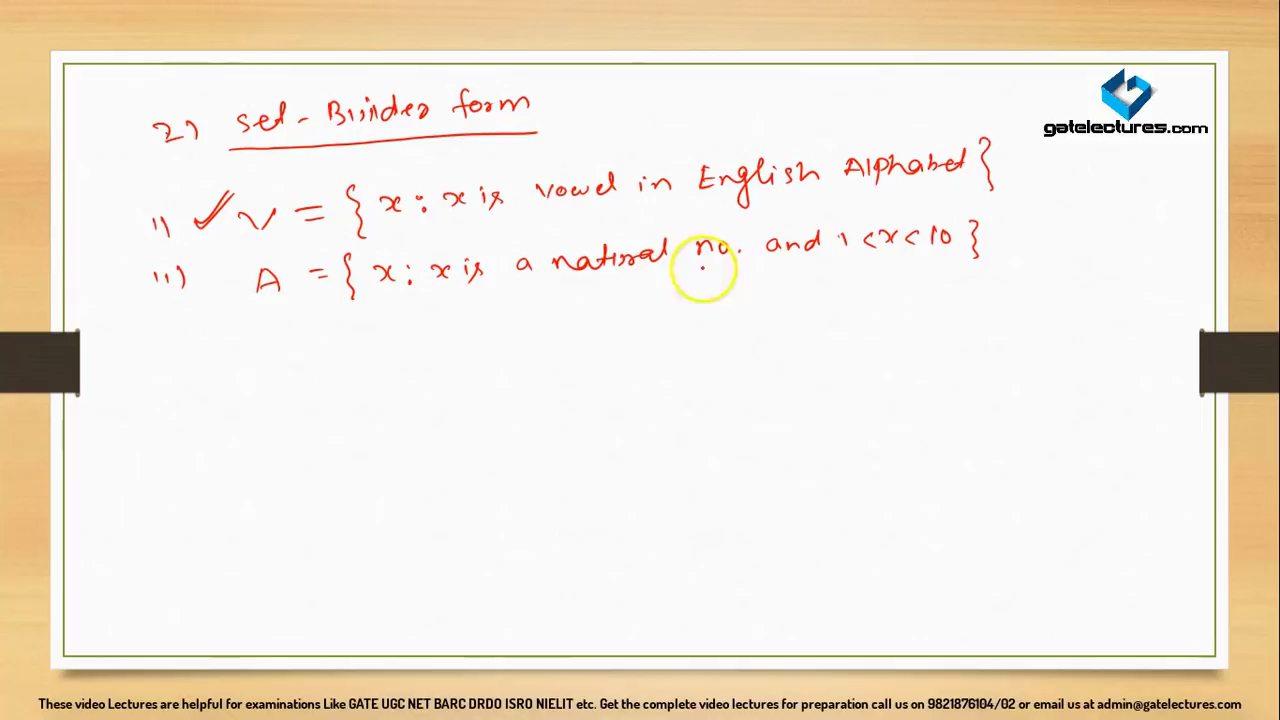 2) Set-Builder form
gatelectures.com
i) ✓ V = { x : x is vowel in English Alphabet }
ii) A = { x : x is a natural no. and 1 < x < 10 }
These video Lectures are helpful for examinations Like GATE UGC NET BARC DRDO ISRO NIELIT etc. Get the complete video lectures for preparation call us on 9821876104/02 or email us at admin@gatelectures.com